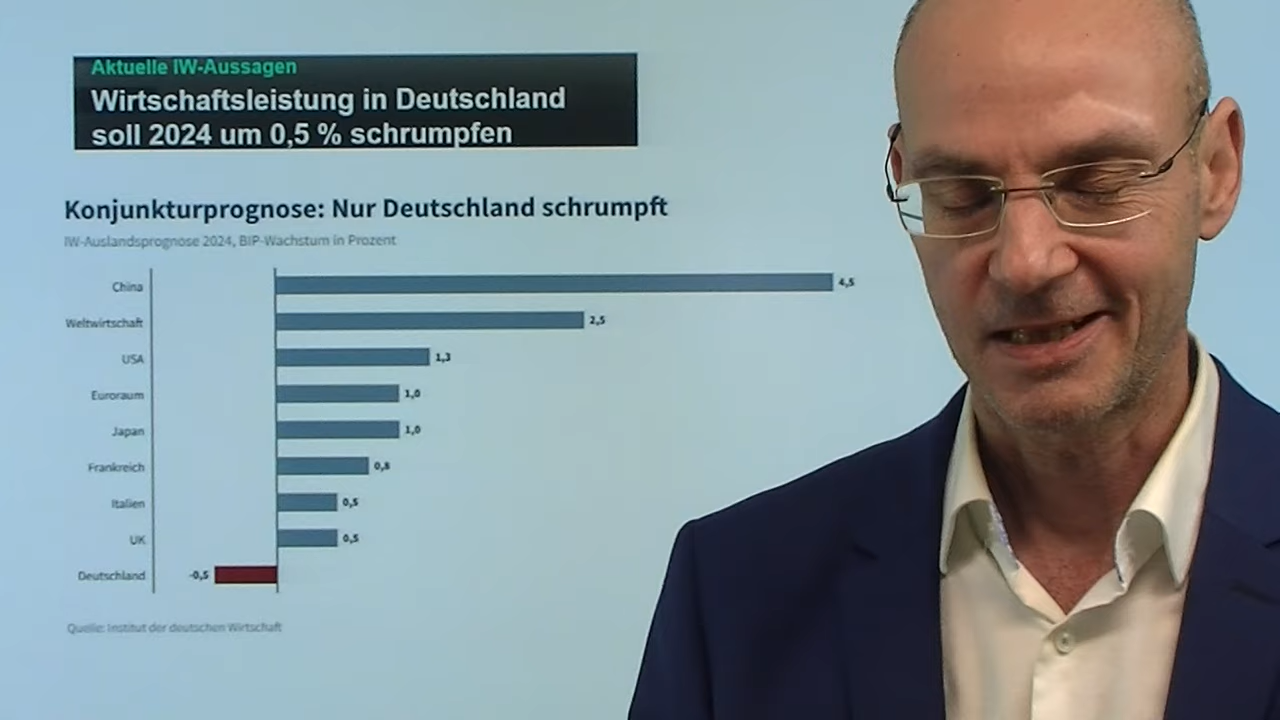 Aktuelle IW-Aussagen
Wirtschaftsleistung in Deutschland
soll 2024 um 0,5 % schrumpfen
Konjunkturprognose: Nur Deutschland schrumpft
IW-Auslandsprognose 2024, BIP-Wachstum in Prozent
China 4,5
Weltwirtschaft 2,5
USA 1,3
Euroraum 1,0
Japan 1,0
Frankreich 0,8
Italien 0,5
UK 0,5
Deutschland -0,5
Quelle: Institut der deutschen Wirtschaft